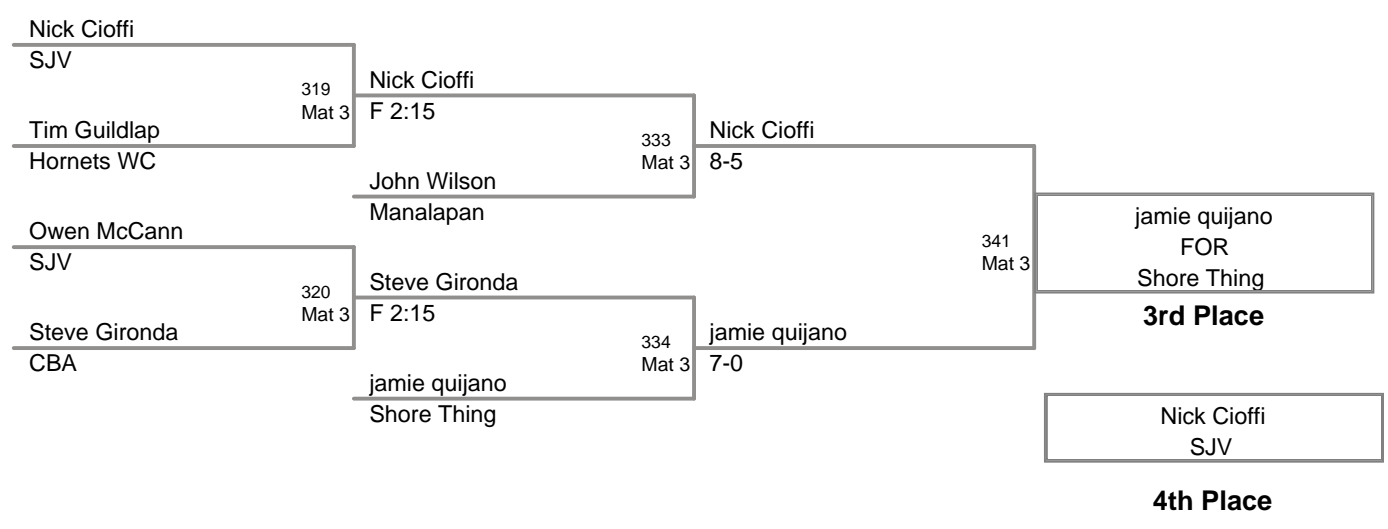 Nick Cioffi
SJV
319
Mat 3
Tim Guildlap
Hornets WC
Nick Cioffi
F 2:15
333
Mat 3
John Wilson
Manalapan
Nick Cioffi
8-5
Owen McCann
SJV
320
Mat 3
Steve Gironda
CBA
Steve Gironda
F 2:15
334
Mat 3
jamie quijano
Shore Thing
jamie quijano
7-0
341
Mat 3
jamie quijano
FOR
Shore Thing
3rd Place
Nick Cioffi
SJV
4th Place